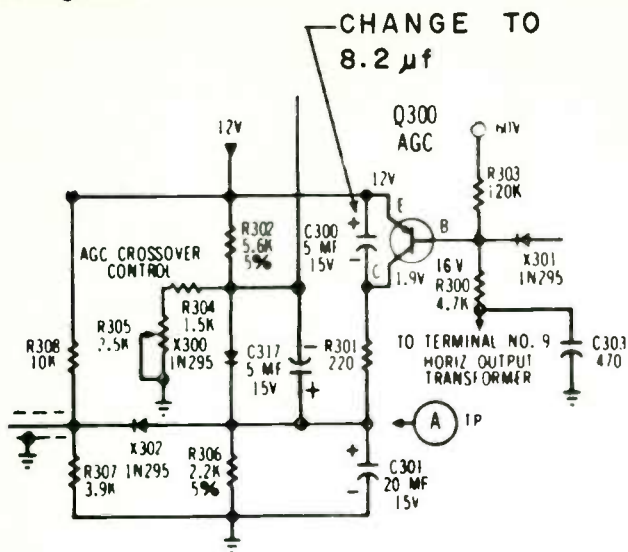 CHANGE TO
8.2 µf
Q300
AGC
60V
12V
12V
R303
120K
E
B
C
R302
5.6K
5%
C300
5 MF
15V
+
-
1.9V
16V
X301
1N295
R300
4.7K
AGC CROSSOVER
CONTROL
R304
1.5K
R305
2.5K
X300
1N295
C317
5 MF
15V
-
+
R301
220
TO TERMINAL NO. 9
HORIZ OUTPUT
TRANSFORMER
C303
470
R308
10K
A
TP
X302
1N295
R307
3.9K
R306
2.2K
5%
+
-
C301
20 MF
15V